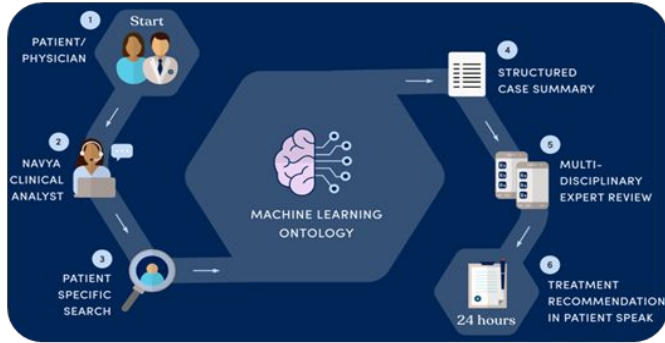 1
Start
PATIENT/
PHYSICIAN
2
NAVYA
CLINICAL
ANALYST
3
PATIENT
SPECIFIC
SEARCH
MACHINE LEARNING
ONTOLOGY
4
STRUCTURED
CASE SUMMARY
5
MULTI-
DISCIPLINARY
EXPERT REVIEW
6
24 hours
TREATMENT
RECOMMENDATION
IN PATIENT SPEAK